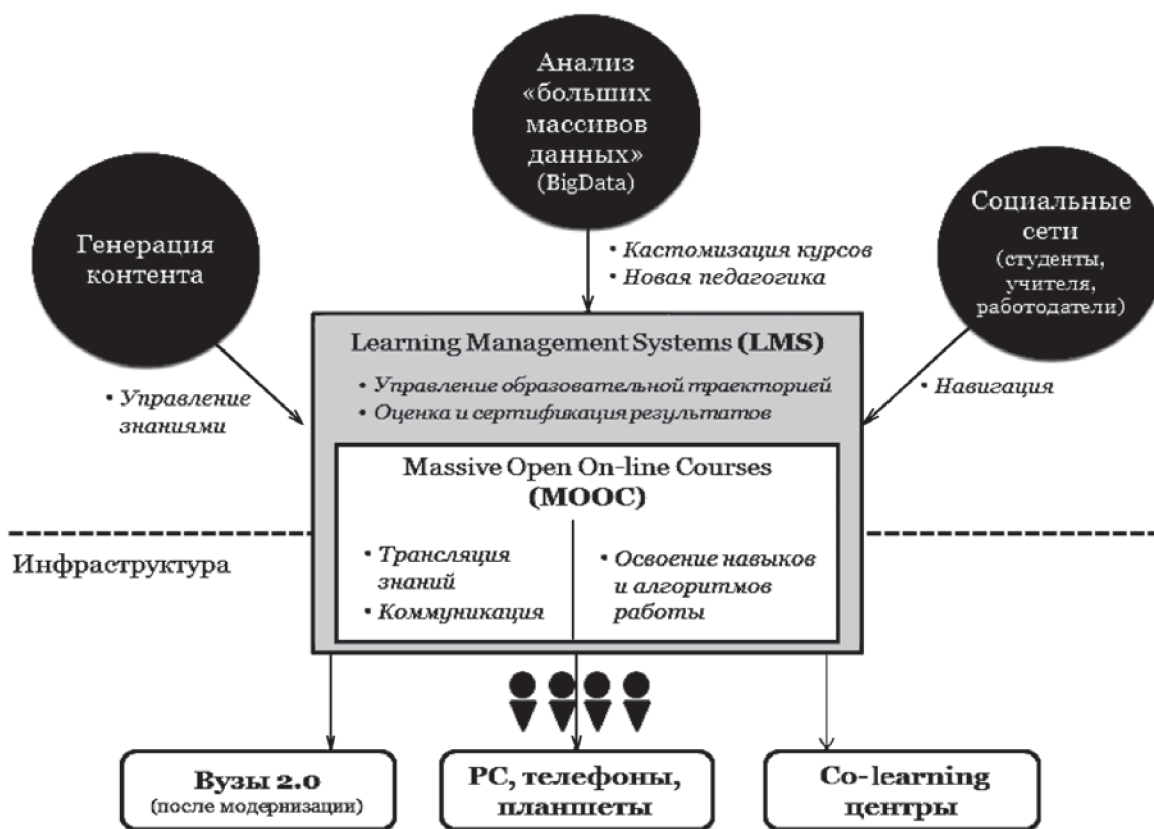 Анализ
«больших
массивов
данных»
(BigData)
Генерация
контента
Социальные
сети
(студенты,
учителя,
работодатели)
• Кастомизация курсов
• Новая педагогика
• Управление
знаниями
• Навигация
Learning Management Systems (LMS)
• Управление образовательной траекторией
• Оценка и сертификация результатов
Massive Open On-line Courses
(MOOC)
Инфраструктура
• Трансляция
знаний
• Коммуникация
• Освоение навыков
и алгоритмов
работы
Вузы 2.0
(после модернизации)
PC, телефоны,
планшеты
Co-learning
центры